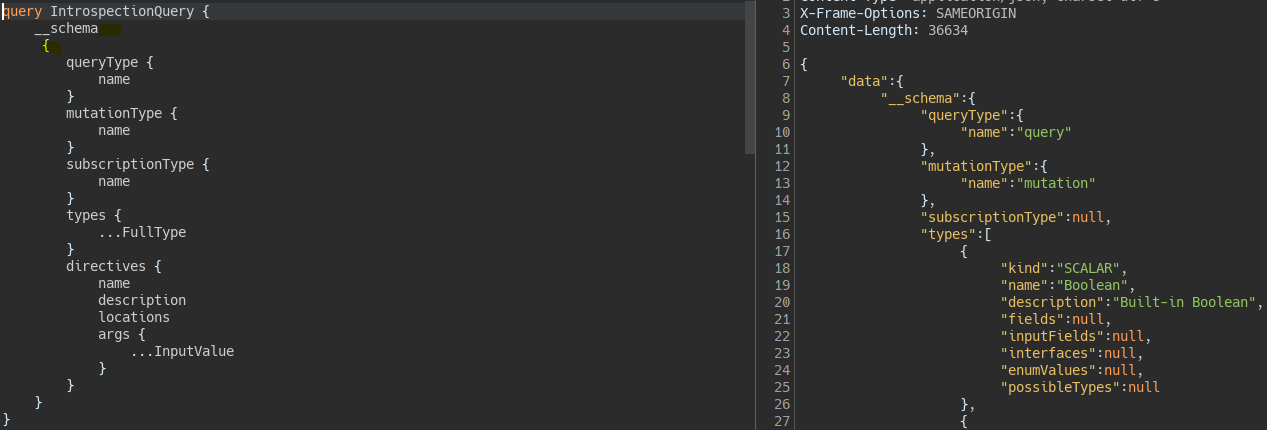 query IntrospectionQuery {
    __schema
     {
        queryType {
            name
        }
        mutationType {
            name
        }
        subscriptionType {
            name
        }
        types {
            ...FullType
        }
        directives {
            name
            description
            locations
            args {
                ...InputValue
            }
        }
    }
}
3 X-Frame-Options: SAMEORIGIN
4 Content-Length: 36634
5
6 {
7     "data":{
8          "__schema":{
9               "queryType":{
10                   "name":"query"
11              },
12              "mutationType":{
13                   "name":"mutation"
14              },
15              "subscriptionType":null,
16              "types":[
17                   {
18                        "kind":"SCALAR",
19                        "name":"Boolean",
20                        "description":"Built-in Boolean",
21                        "fields":null,
22                        "inputFields":null,
23                        "interfaces":null,
24                        "enumValues":null,
25                        "possibleTypes":null
26                   },
27                   {